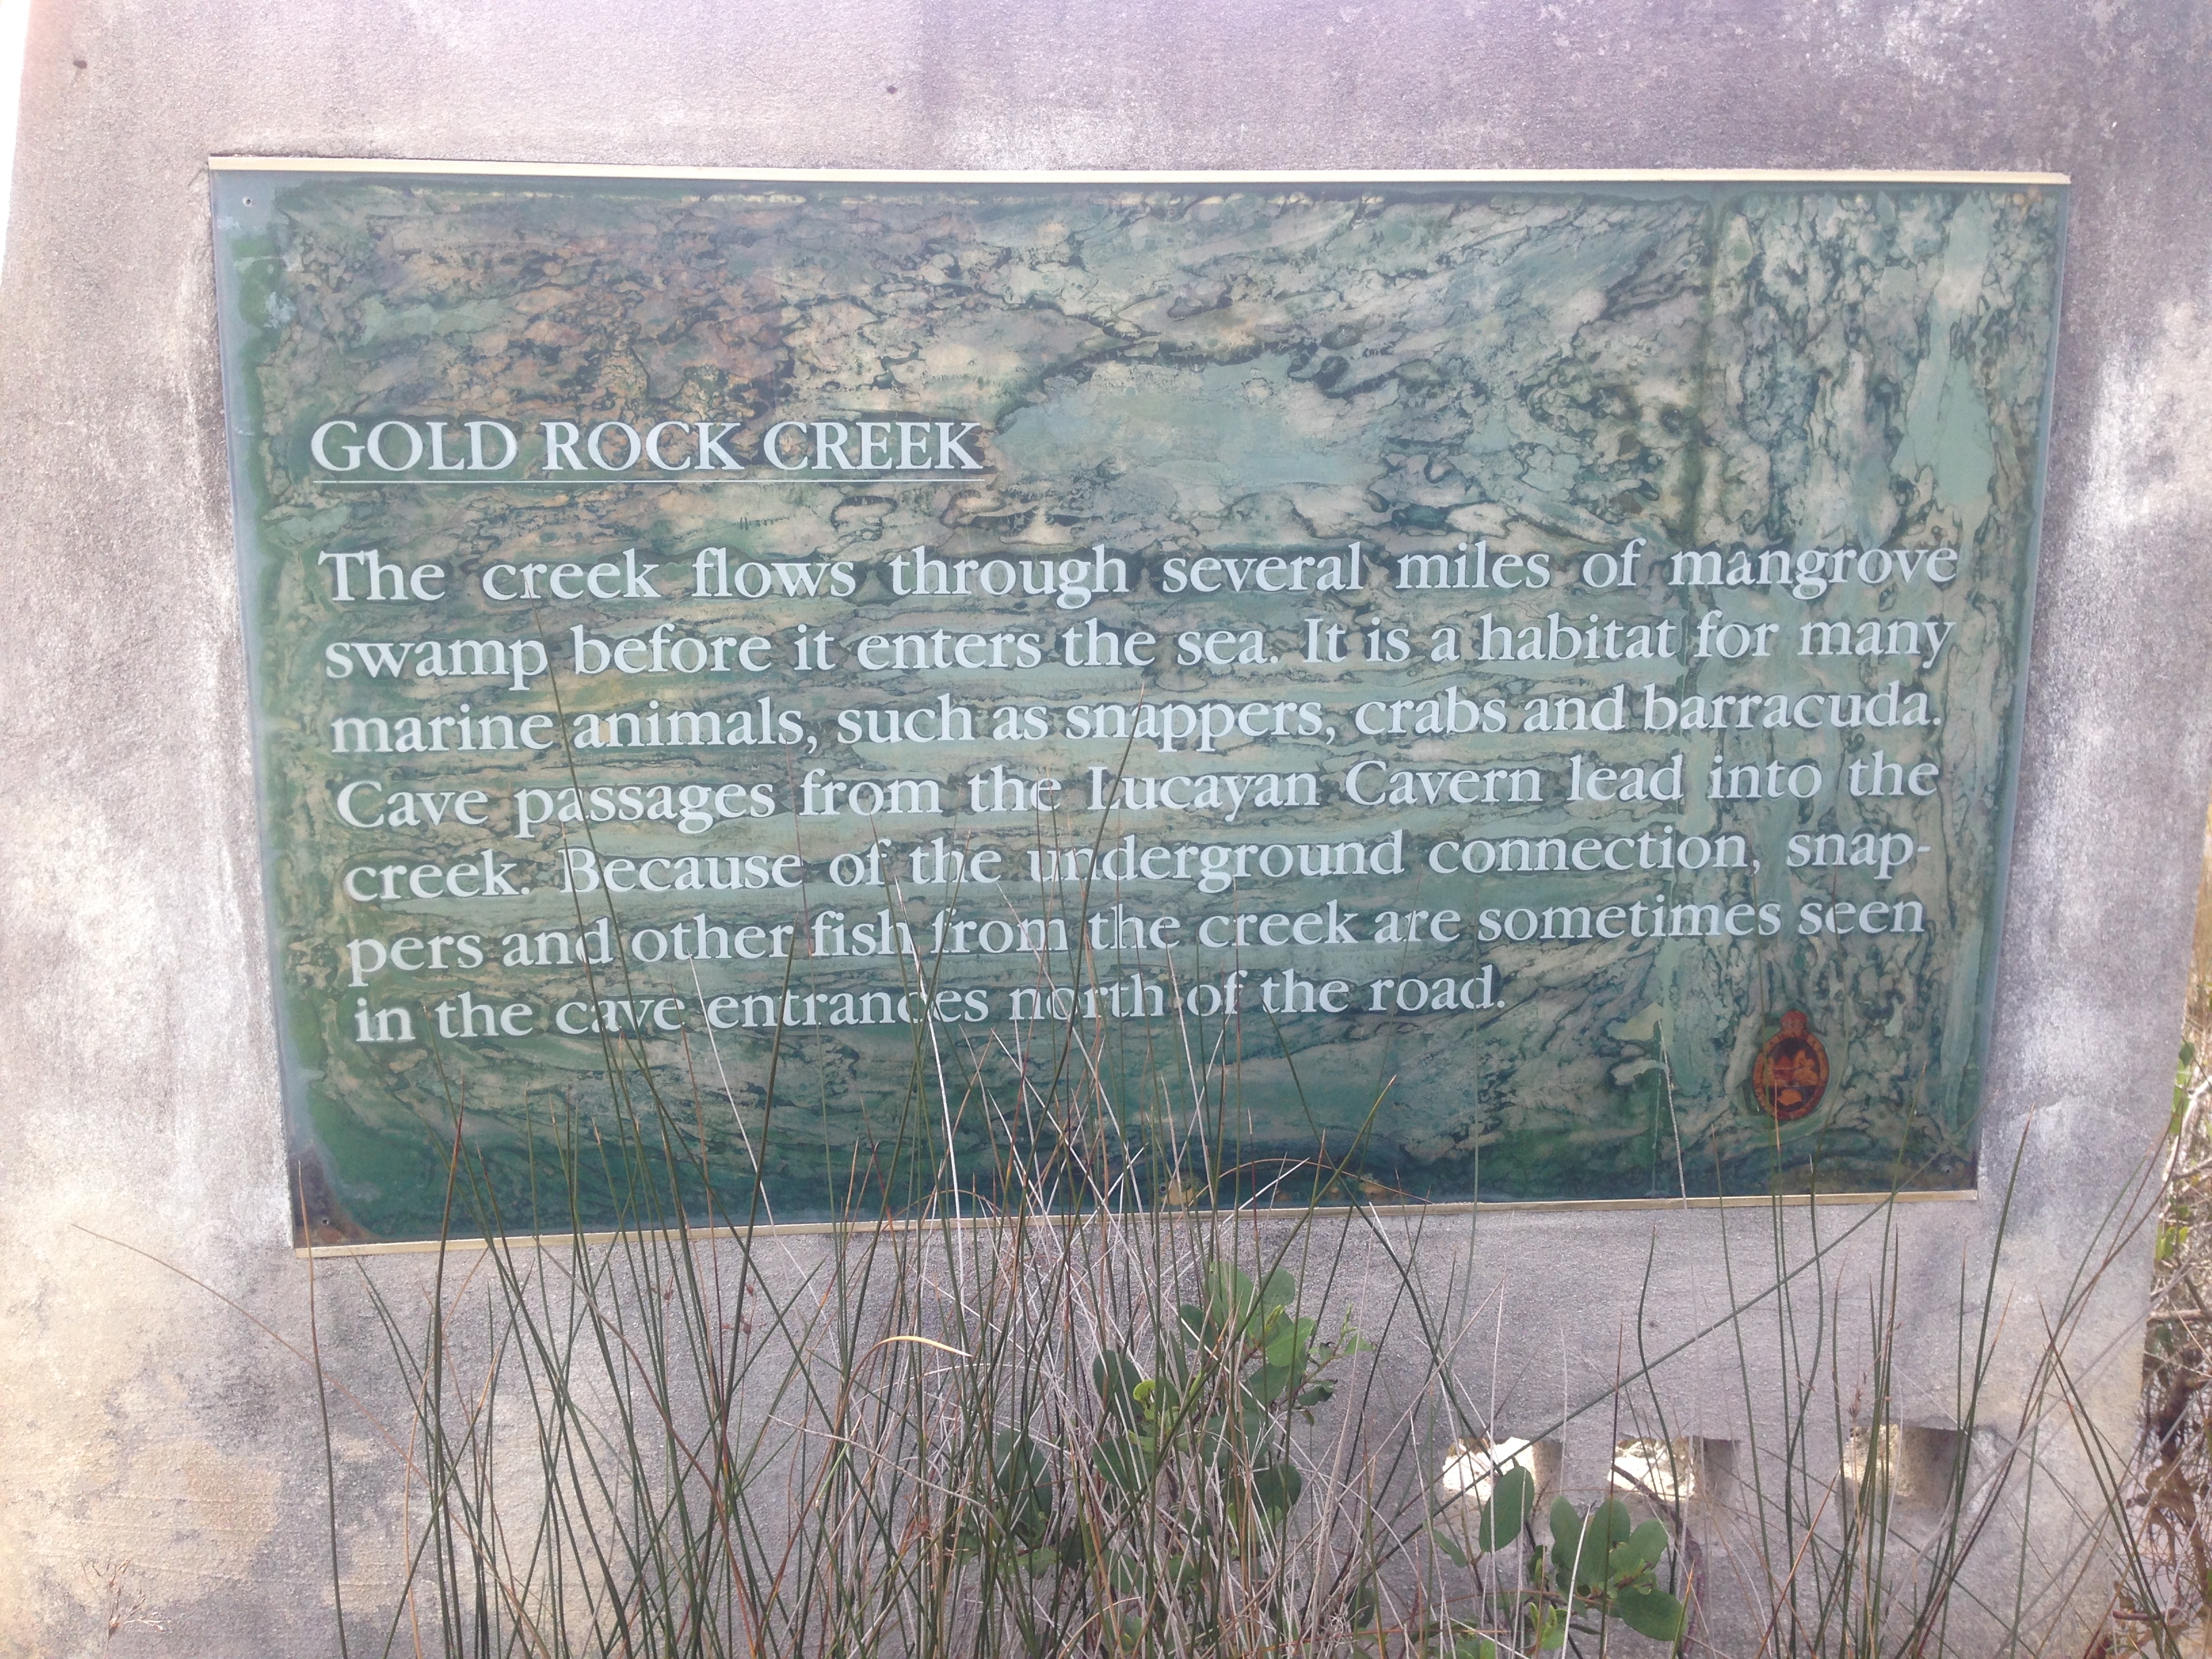 GOLD ROCK CREEK
The creek flows through several miles of mangrove
swamp before it enters the sea. It is a habitat for many
marine animals, such as snappers, crabs and barracuda.
Cave passages from the Lucayan Cavern lead into the
creek. Because of the underground connection, snap-
pers and other fish from the creek are sometimes seen
in the cave entrances north of the road.